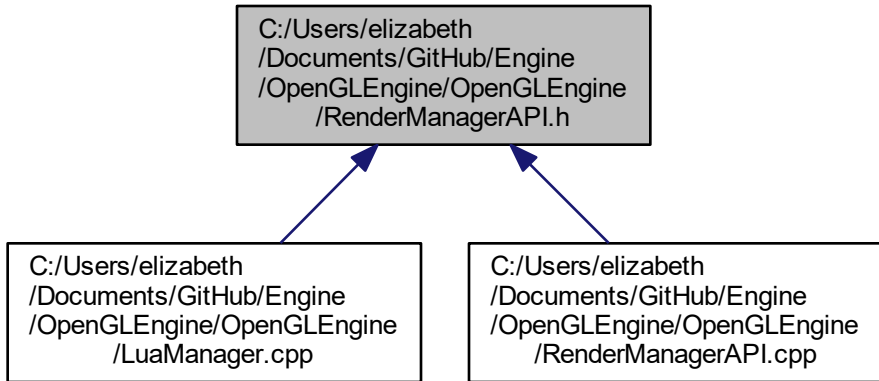 C:/Users/elizabeth
/Documents/GitHub/Engine
/OpenGLEngine/OpenGLEngine
/RenderManagerAPI.h
C:/Users/elizabeth
/Documents/GitHub/Engine
/OpenGLEngine/OpenGLEngine
/LuaManager.cpp
C:/Users/elizabeth
/Documents/GitHub/Engine
/OpenGLEngine/OpenGLEngine
/RenderManagerAPI.cpp